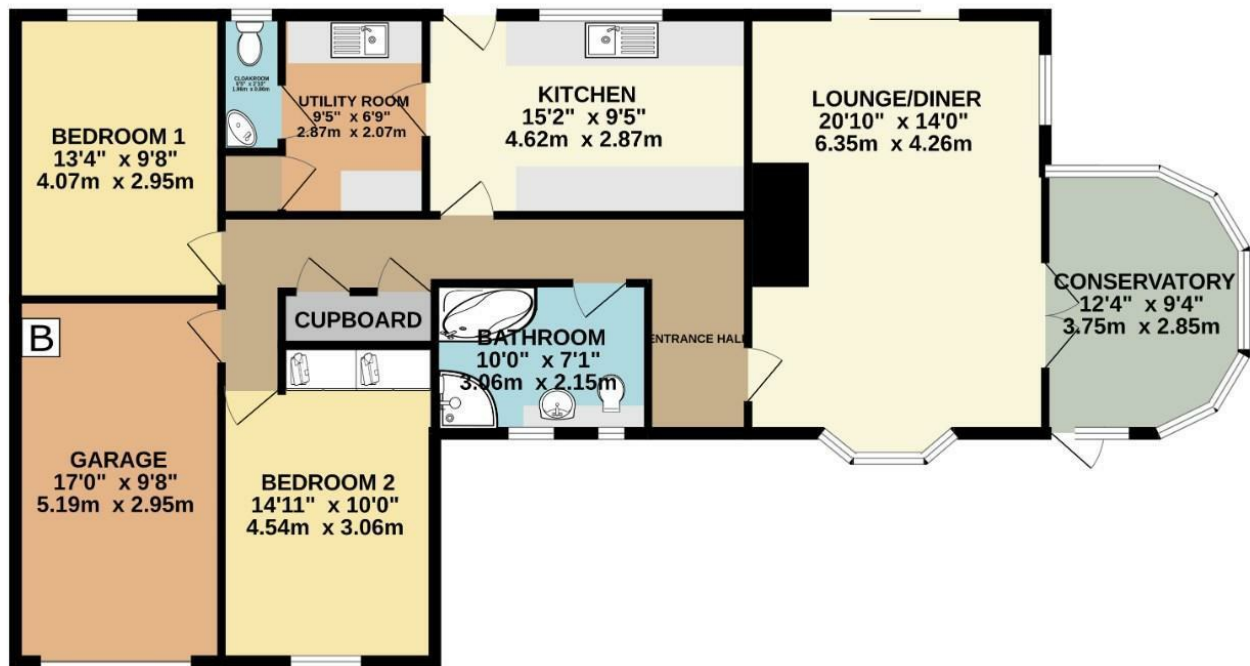 BEDROOM 1
13'4" x 9'8"
4.07m x 2.95m
CLOAKROOM
UTILITY ROOM
9'5" x 6'9"
2.87m x 2.07m
KITCHEN
15'2" x 9'5"
4.62m x 2.87m
LOUNGE/DINER
20'10" x 14'0"
6.35m x 4.26m
CONSERVATORY
12'4" x 9'4"
3.75m x 2.85m
B
CUPBOARD
BATHROOM
10'0" x 7'1"
3.06m x 2.15m
ENTRANCE HALL
GARAGE
17'0" x 9'8"
5.19m x 2.95m
BEDROOM 2
14'11" x 10'0"
4.54m x 3.06m